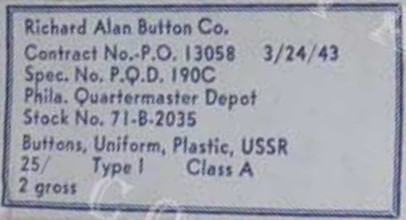 Richard Alan Button Co.
Contract No.-P.O. 13058 3/24/43
Spec. No. P.Q.D. 190C
Phila. Quartermaster Depot
Stock No. 71-B-2035
Buttons, Uniform, Plastic, USSR
25/ Type I Class A
2 gross